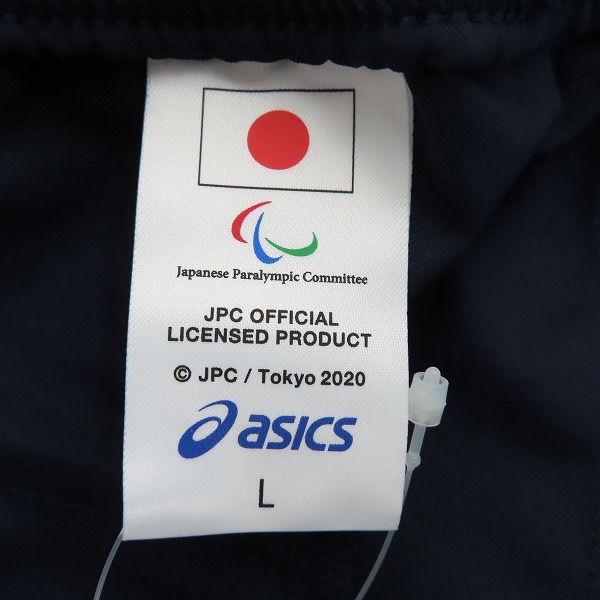 Japanese Paralympic Committee
JPC OFFICIAL
LICENSED PRODUCT
© JPC / Tokyo 2020
asics
L